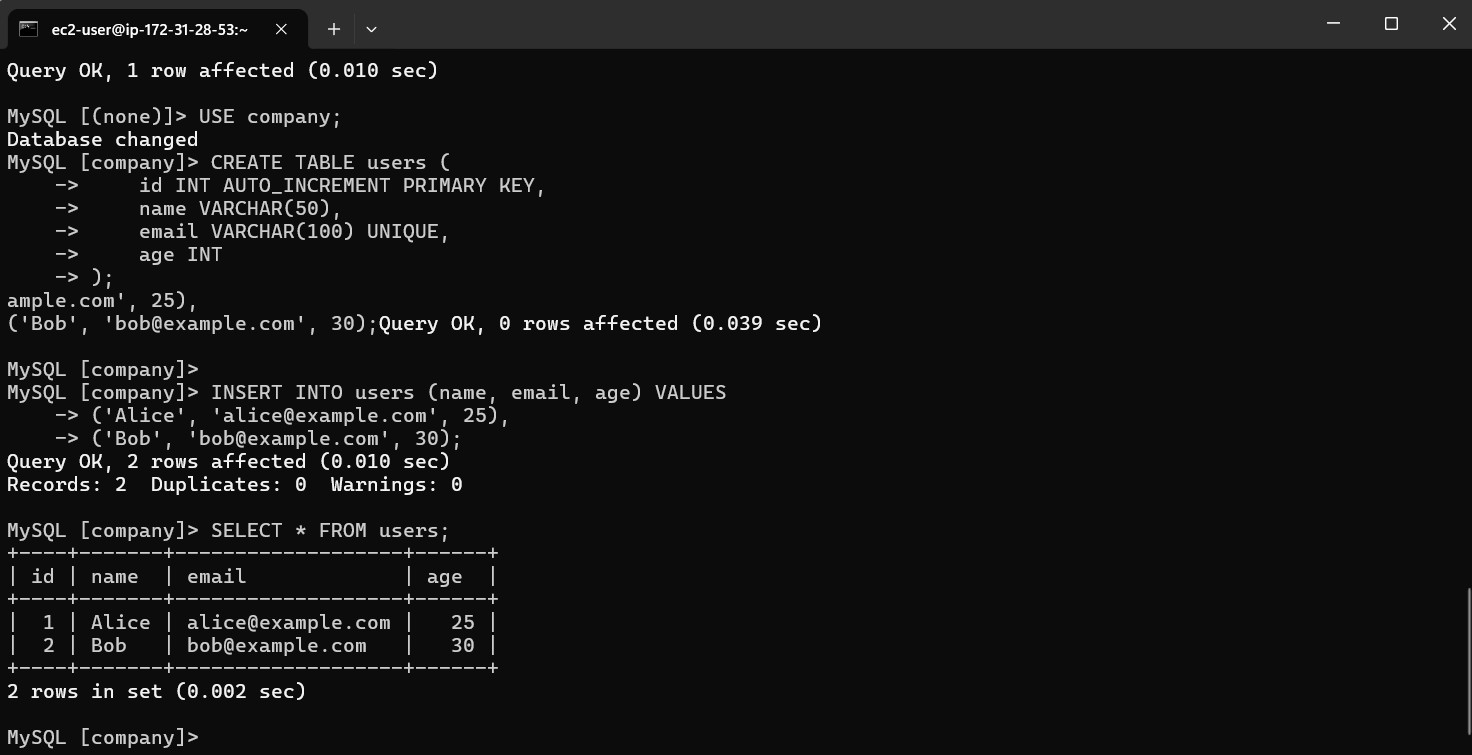 ec2-user@ip-172-31-28-53:~
Query OK, 1 row affected (0.010 sec)
MySQL [(none)]> USE company;
Database changed
MySQL [company]> CREATE TABLE users (
    ->     id INT AUTO_INCREMENT PRIMARY KEY,
    ->     name VARCHAR(50),
    ->     email VARCHAR(100) UNIQUE,
    ->     age INT
    -> );
ample.com', 25),
('Bob', 'bob@example.com', 30);Query OK, 0 rows affected (0.039 sec)
MySQL [company]>
MySQL [company]> INSERT INTO users (name, email, age) VALUES
    -> ('Alice', 'alice@example.com', 25),
    -> ('Bob', 'bob@example.com', 30);
Query OK, 2 rows affected (0.010 sec)
Records: 2  Duplicates: 0  Warnings: 0
MySQL [company]> SELECT * FROM users;
+----+-------+-------------------+------+
| id | name  | email             | age  |
+----+-------+-------------------+------+
|  1 | Alice | alice@example.com |   25 |
|  2 | Bob   | bob@example.com   |   30 |
+----+-------+-------------------+------+
2 rows in set (0.002 sec)
MySQL [company]>